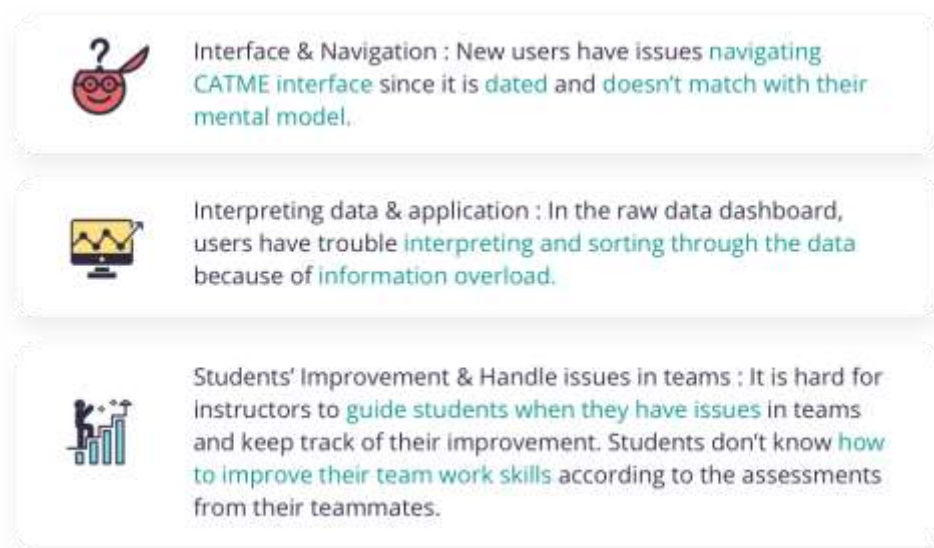 Interface & Navigation : New users have issues navigating
CATME interface since it is dated and doesn't match with their
mental model.
Interpreting data & application : In the raw data dashboard,
users have trouble interpreting and sorting through the data
because of information overload.
Students' Improvement & Handle issues in teams : It is hard for
instructors to guide students when they have issues in teams
and keep track of their improvement. Students don't know how
to improve their team work skills according to the assessments
from their teammates.